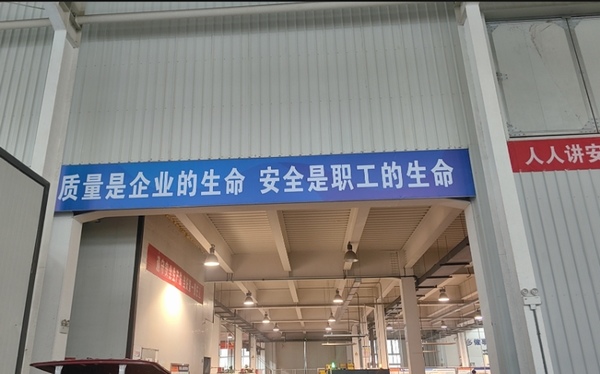 质量是企业的生命 安全是职工的生命
人人讲安